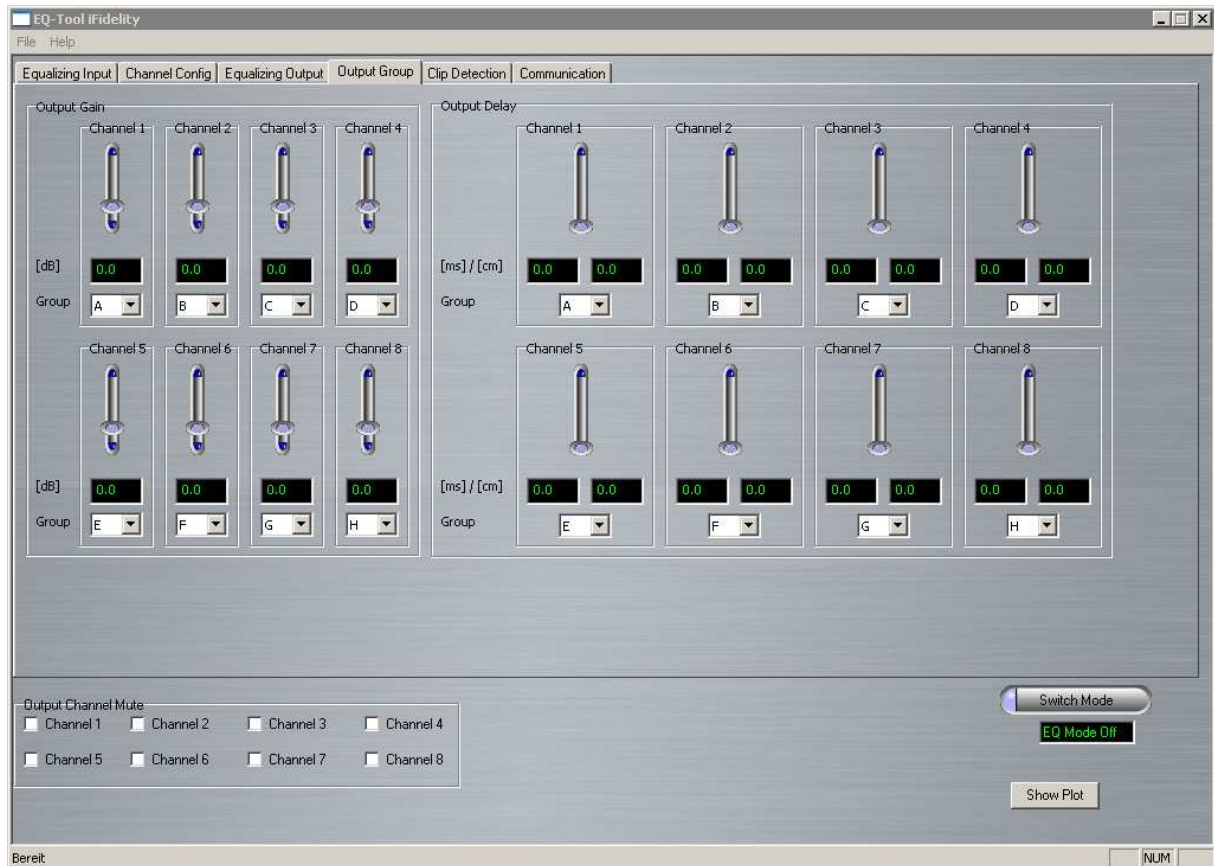 EQ-Tool iFidelity
File Help
Equalizing Input Channel Config Equalizing Output Output Group Clip Detection Communication
Output Gain
Channel 1 Channel 2 Channel 3 Channel 4
[dB] 0.0 0.0 0.0 0.0
Group A B C D
Channel 5 Channel 6 Channel 7 Channel 8
[dB] 0.0 0.0 0.0 0.0
Group E F G H
Output Delay
Channel 1 Channel 2 Channel 3 Channel 4
[ms] / [cm] 0.0 0.0 0.0 0.0 0.0 0.0 0.0 0.0
Group A B C D
Channel 5 Channel 6 Channel 7 Channel 8
[ms] / [cm] 0.0 0.0 0.0 0.0 0.0 0.0 0.0 0.0
Group E F G H
Output Channel Mute
Channel 1 Channel 2 Channel 3 Channel 4
Channel 5 Channel 6 Channel 7 Channel 8
Switch Mode
EQ Mode Off
Show Plot
Bereit NUM